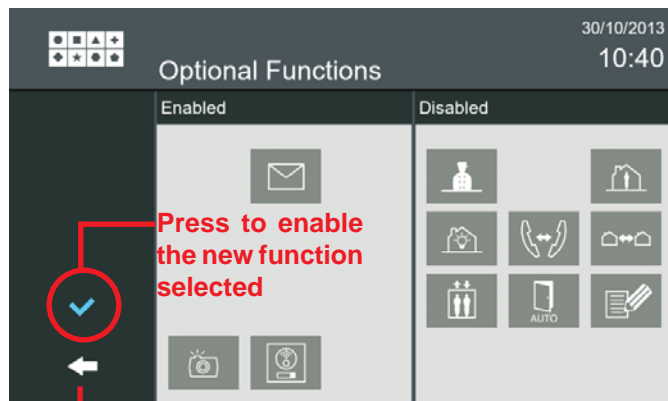 30/10/2013
10:40
Optional Functions
Enabled
Disabled
Press to enable
the new function
selected
AUTO